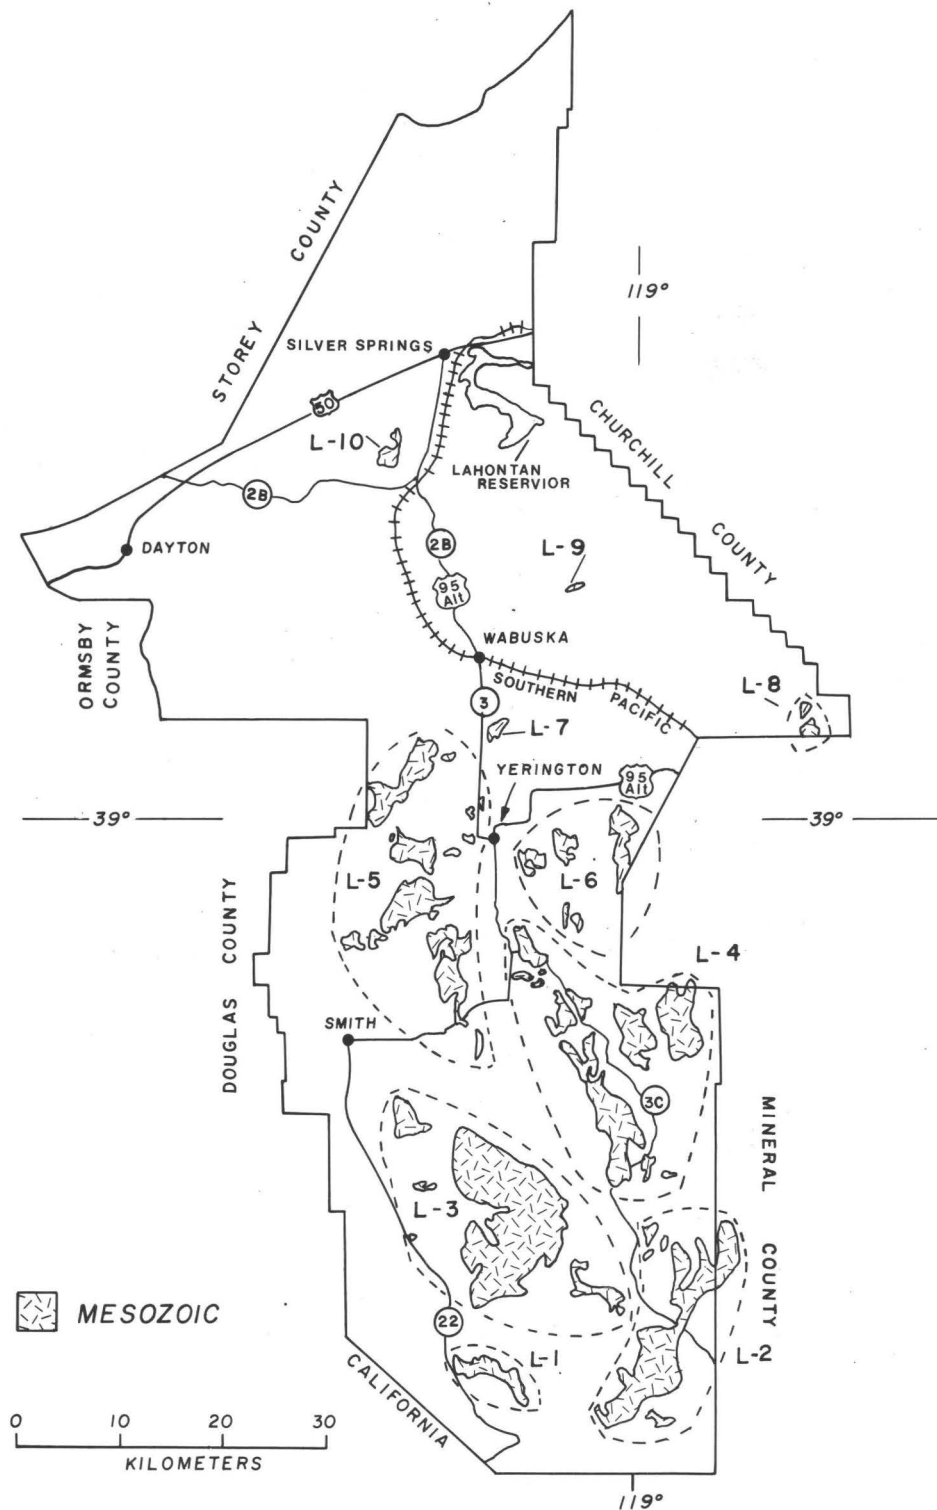 STOREY COUNTY
119°
SILVER SPRINGS
50
CHURCHILL COUNTY
L-10
LAHONTAN
RESERVIOR
2B
DAYTON
2B
95
Alt
L-9
ORMSBY
COUNTY
WABUSKA
SOUTHERN PACIFIC
3
L-8
L-7
YERINGTON
95
Alt
39°
39°
L-5
L-6
DOUGLAS COUNTY
L-4
SMITH
3C
MINERAL COUNTY
L-3
MESOZOIC
22
L-1
L-2
CALIFORNIA
0 10 20 30
KILOMETERS
119°